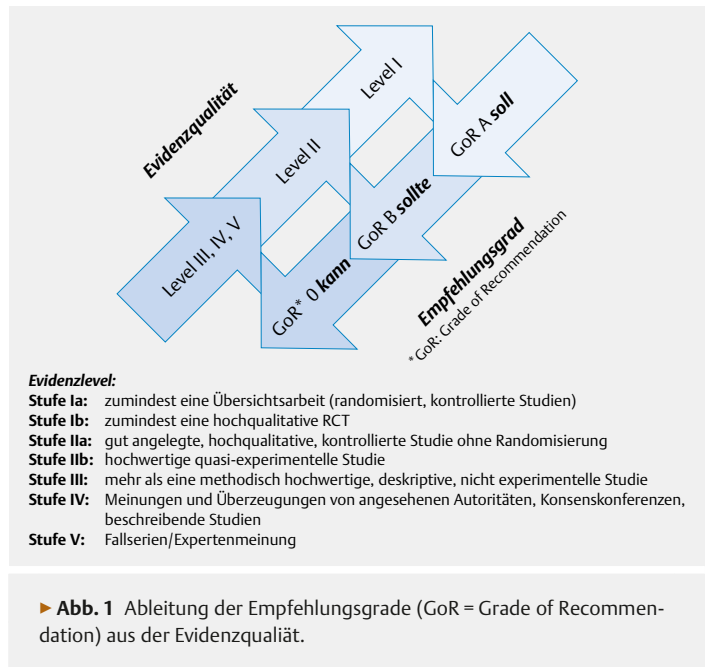 Evidenzqualität
Level I
Level II
Level III, IV, V
GoR A soll
GoR B sollte
GoR* 0 kann
Empfehlungsgrad
*GoR: Grade of Recommendation
Evidenzlevel:
Stufe Ia: zumindest eine Übersichtsarbeit (randomisiert, kontrollierte Studien)
Stufe Ib: zumindest eine hochqualitative RCT
Stufe IIa: gut angelegte, hochqualitative, kontrollierte Studie ohne Randomisierung
Stufe IIb: hochwertige quasi-experimentelle Studie
Stufe III: mehr als eine methodisch hochwertige, deskriptive, nicht experimentelle Studie
Stufe IV: Meinungen und Überzeugungen von angesehenen Autoritäten, Konsenskonferenzen,
beschreibende Studien
Stufe V: Fallserien/Expertenmeinung
▶ Abb. 1 Ableitung der Empfehlungsgrade (GoR = Grade of Recommen-
dation) aus der Evidenzqualiät.